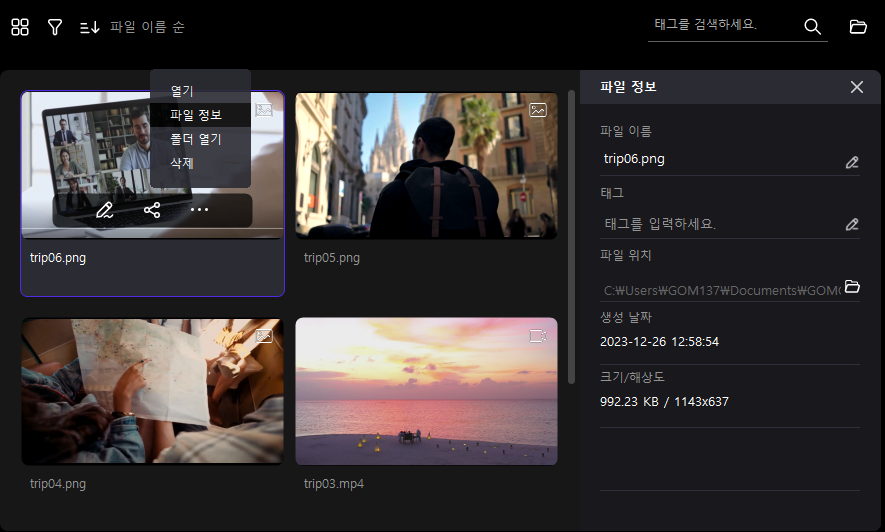 파일 이름 순
태그를 검색하세요.
열기
파일 정보
폴더 열기
삭제
trip06.png
trip05.png
trip04.png
trip03.mp4
파일 정보
파일 이름
trip06.png
태그
태그를 입력하세요.
파일 위치
C:₩Users₩GOM137₩Documents₩GOM
생성 날짜
2023-12-26 12:58:54
크기/해상도
992.23 KB / 1143x637